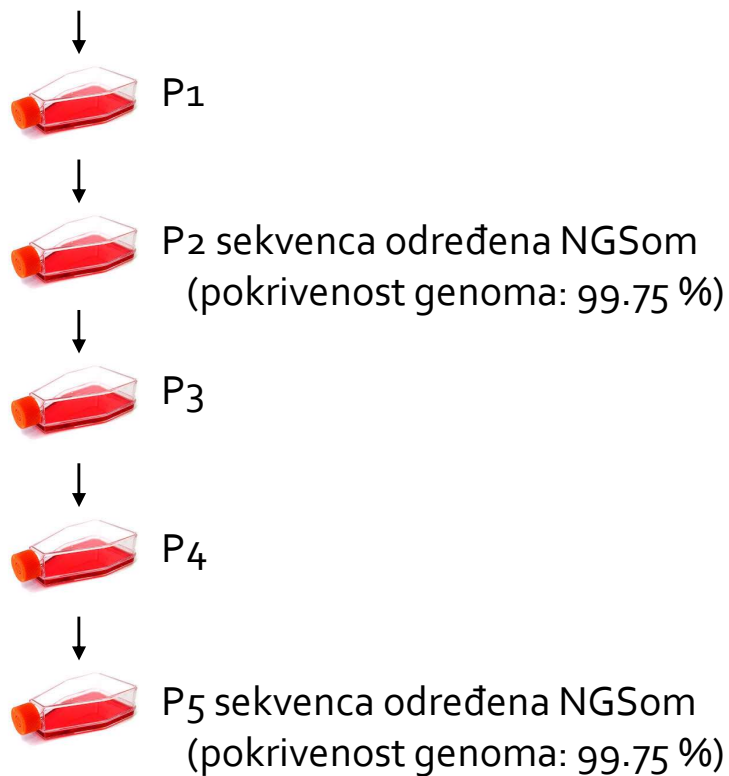 P1
P2 sekvenca određena NGSom
(pokrivenost genoma: 99.75 %)
P3
P4
P5 sekvenca određena NGSom
(pokrivenost genoma: 99.75 %)